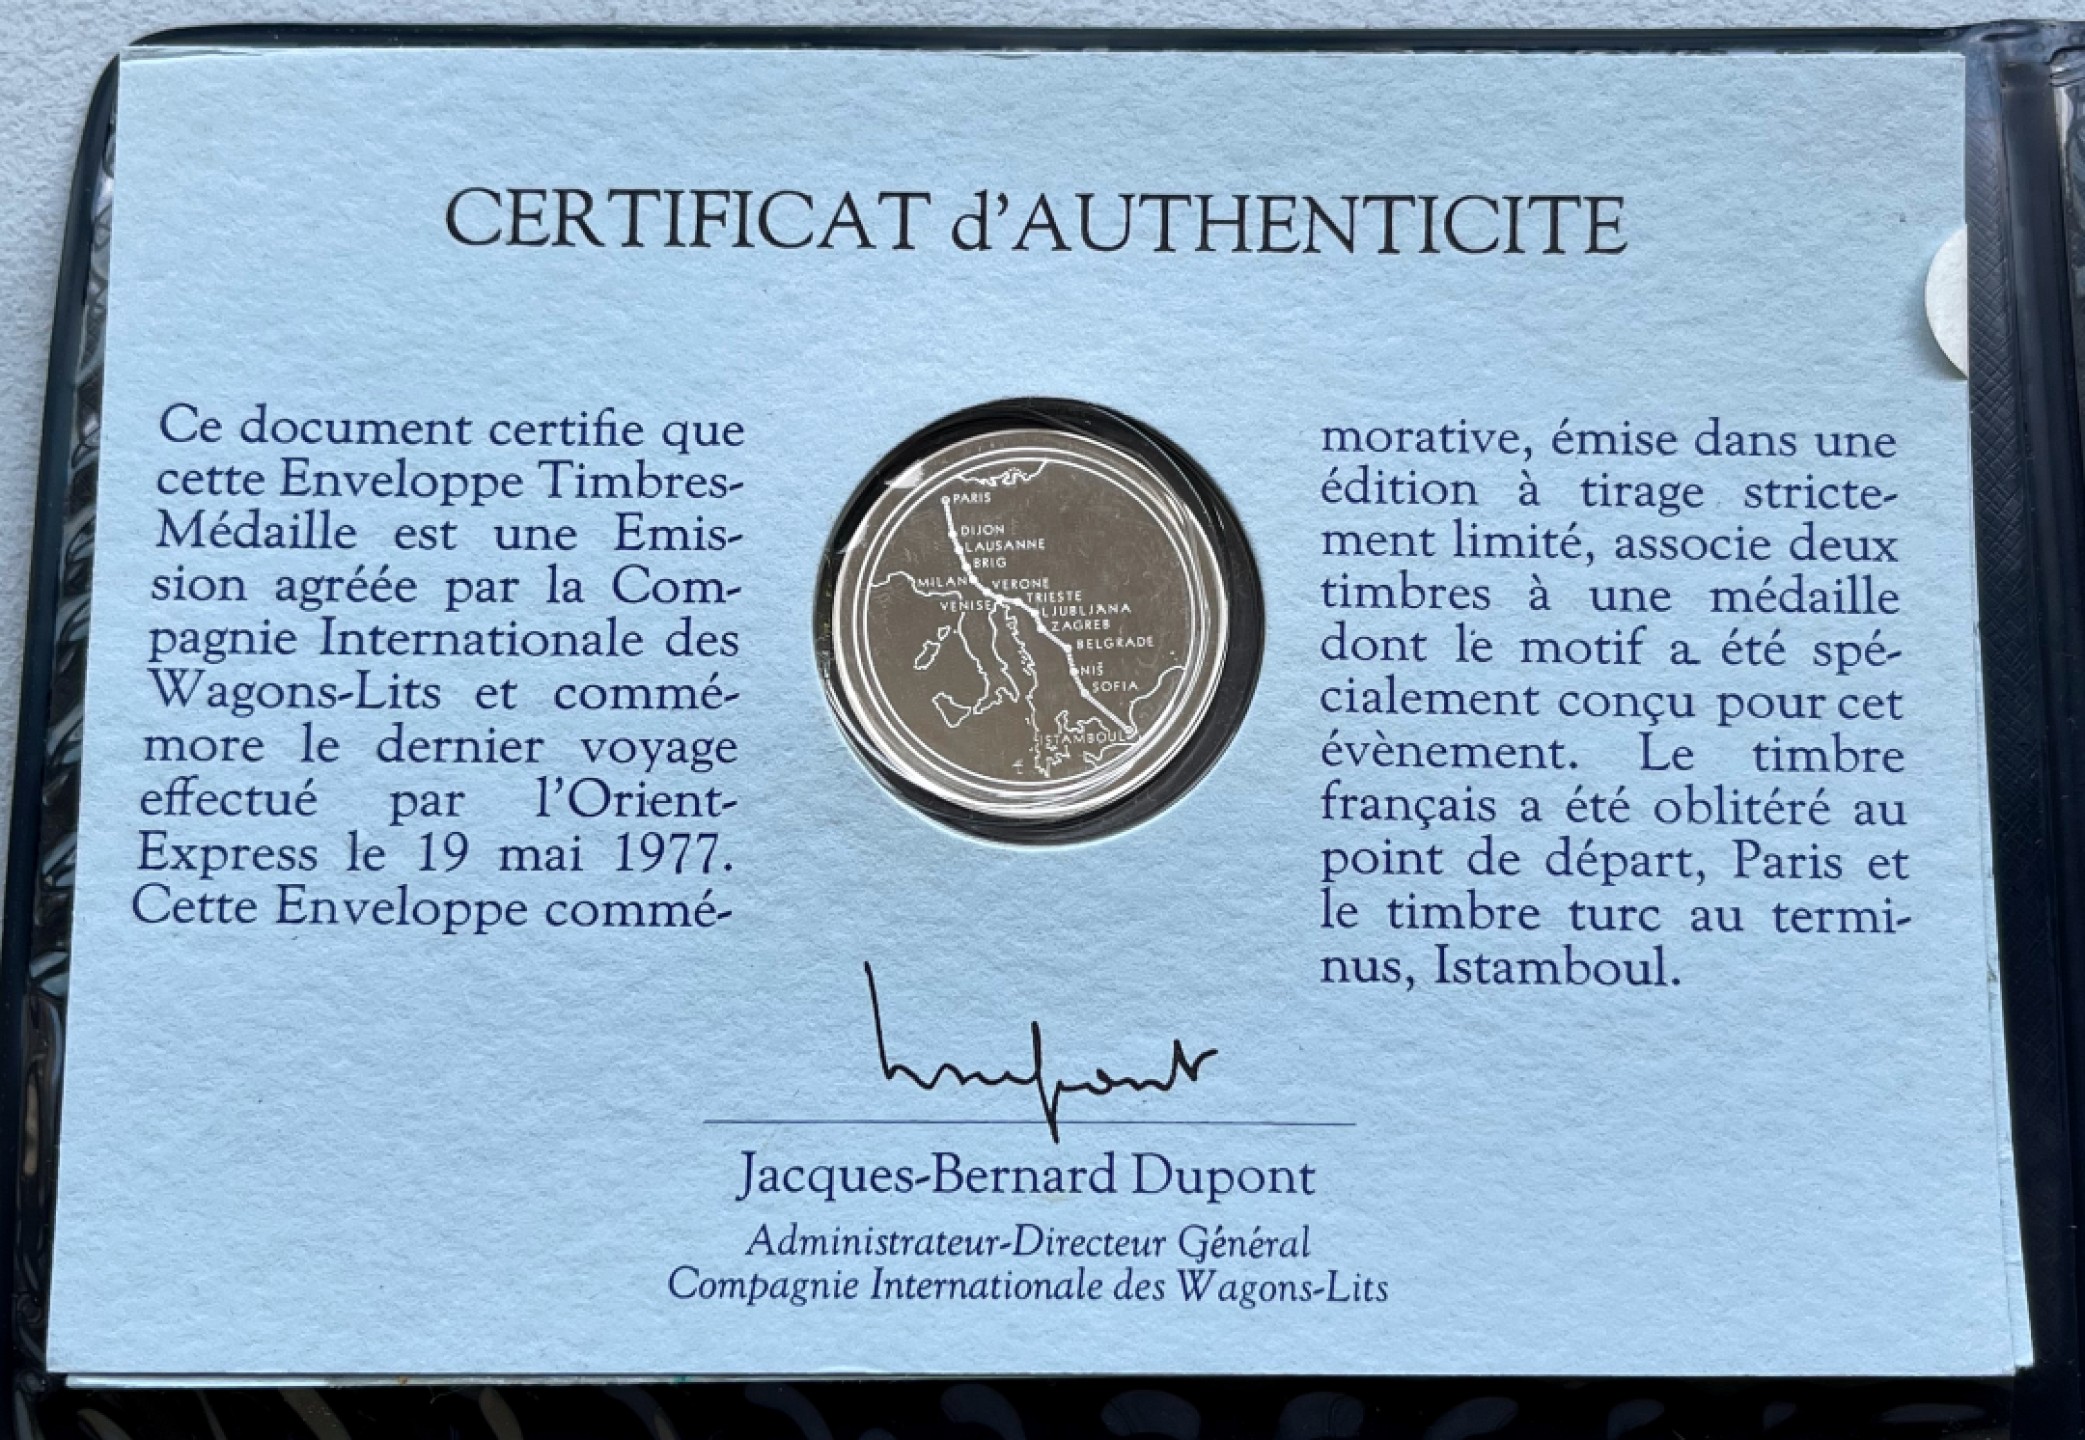 CERTIFICAT d'AUTHENTICITE
Ce document certifie que
cette Enveloppe Timbres-
Médaille est une Emis-
sion agréée par la Com-
pagnie Internationale des
Wagons-Lits et commé-
more le dernier voyage
effectué par l'Orient-
Express le 19 mai 1977.
Cette Enveloppe commé-
PARIS
DIJON
LAUSANNE
BRIG
MILAN
VERONE
VENISE
TRIESTE
LJUBLJANA
ZAGREB
BELGRADE
NIŠ
SOFIA
ISTAMBOUL
morative, émise dans une
édition à tirage stricte-
ment limité, associe deux
timbres à une médaille
dont le motif a été spé-
cialement conçu pour cet
évènement. Le timbre
français a été oblitéré au
point de départ, Paris et
le timbre turc au termi-
nus, Istamboul.
Jacques-Bernard Dupont
Administrateur-Directeur Général
Compagnie Internationale des Wagons-Lits